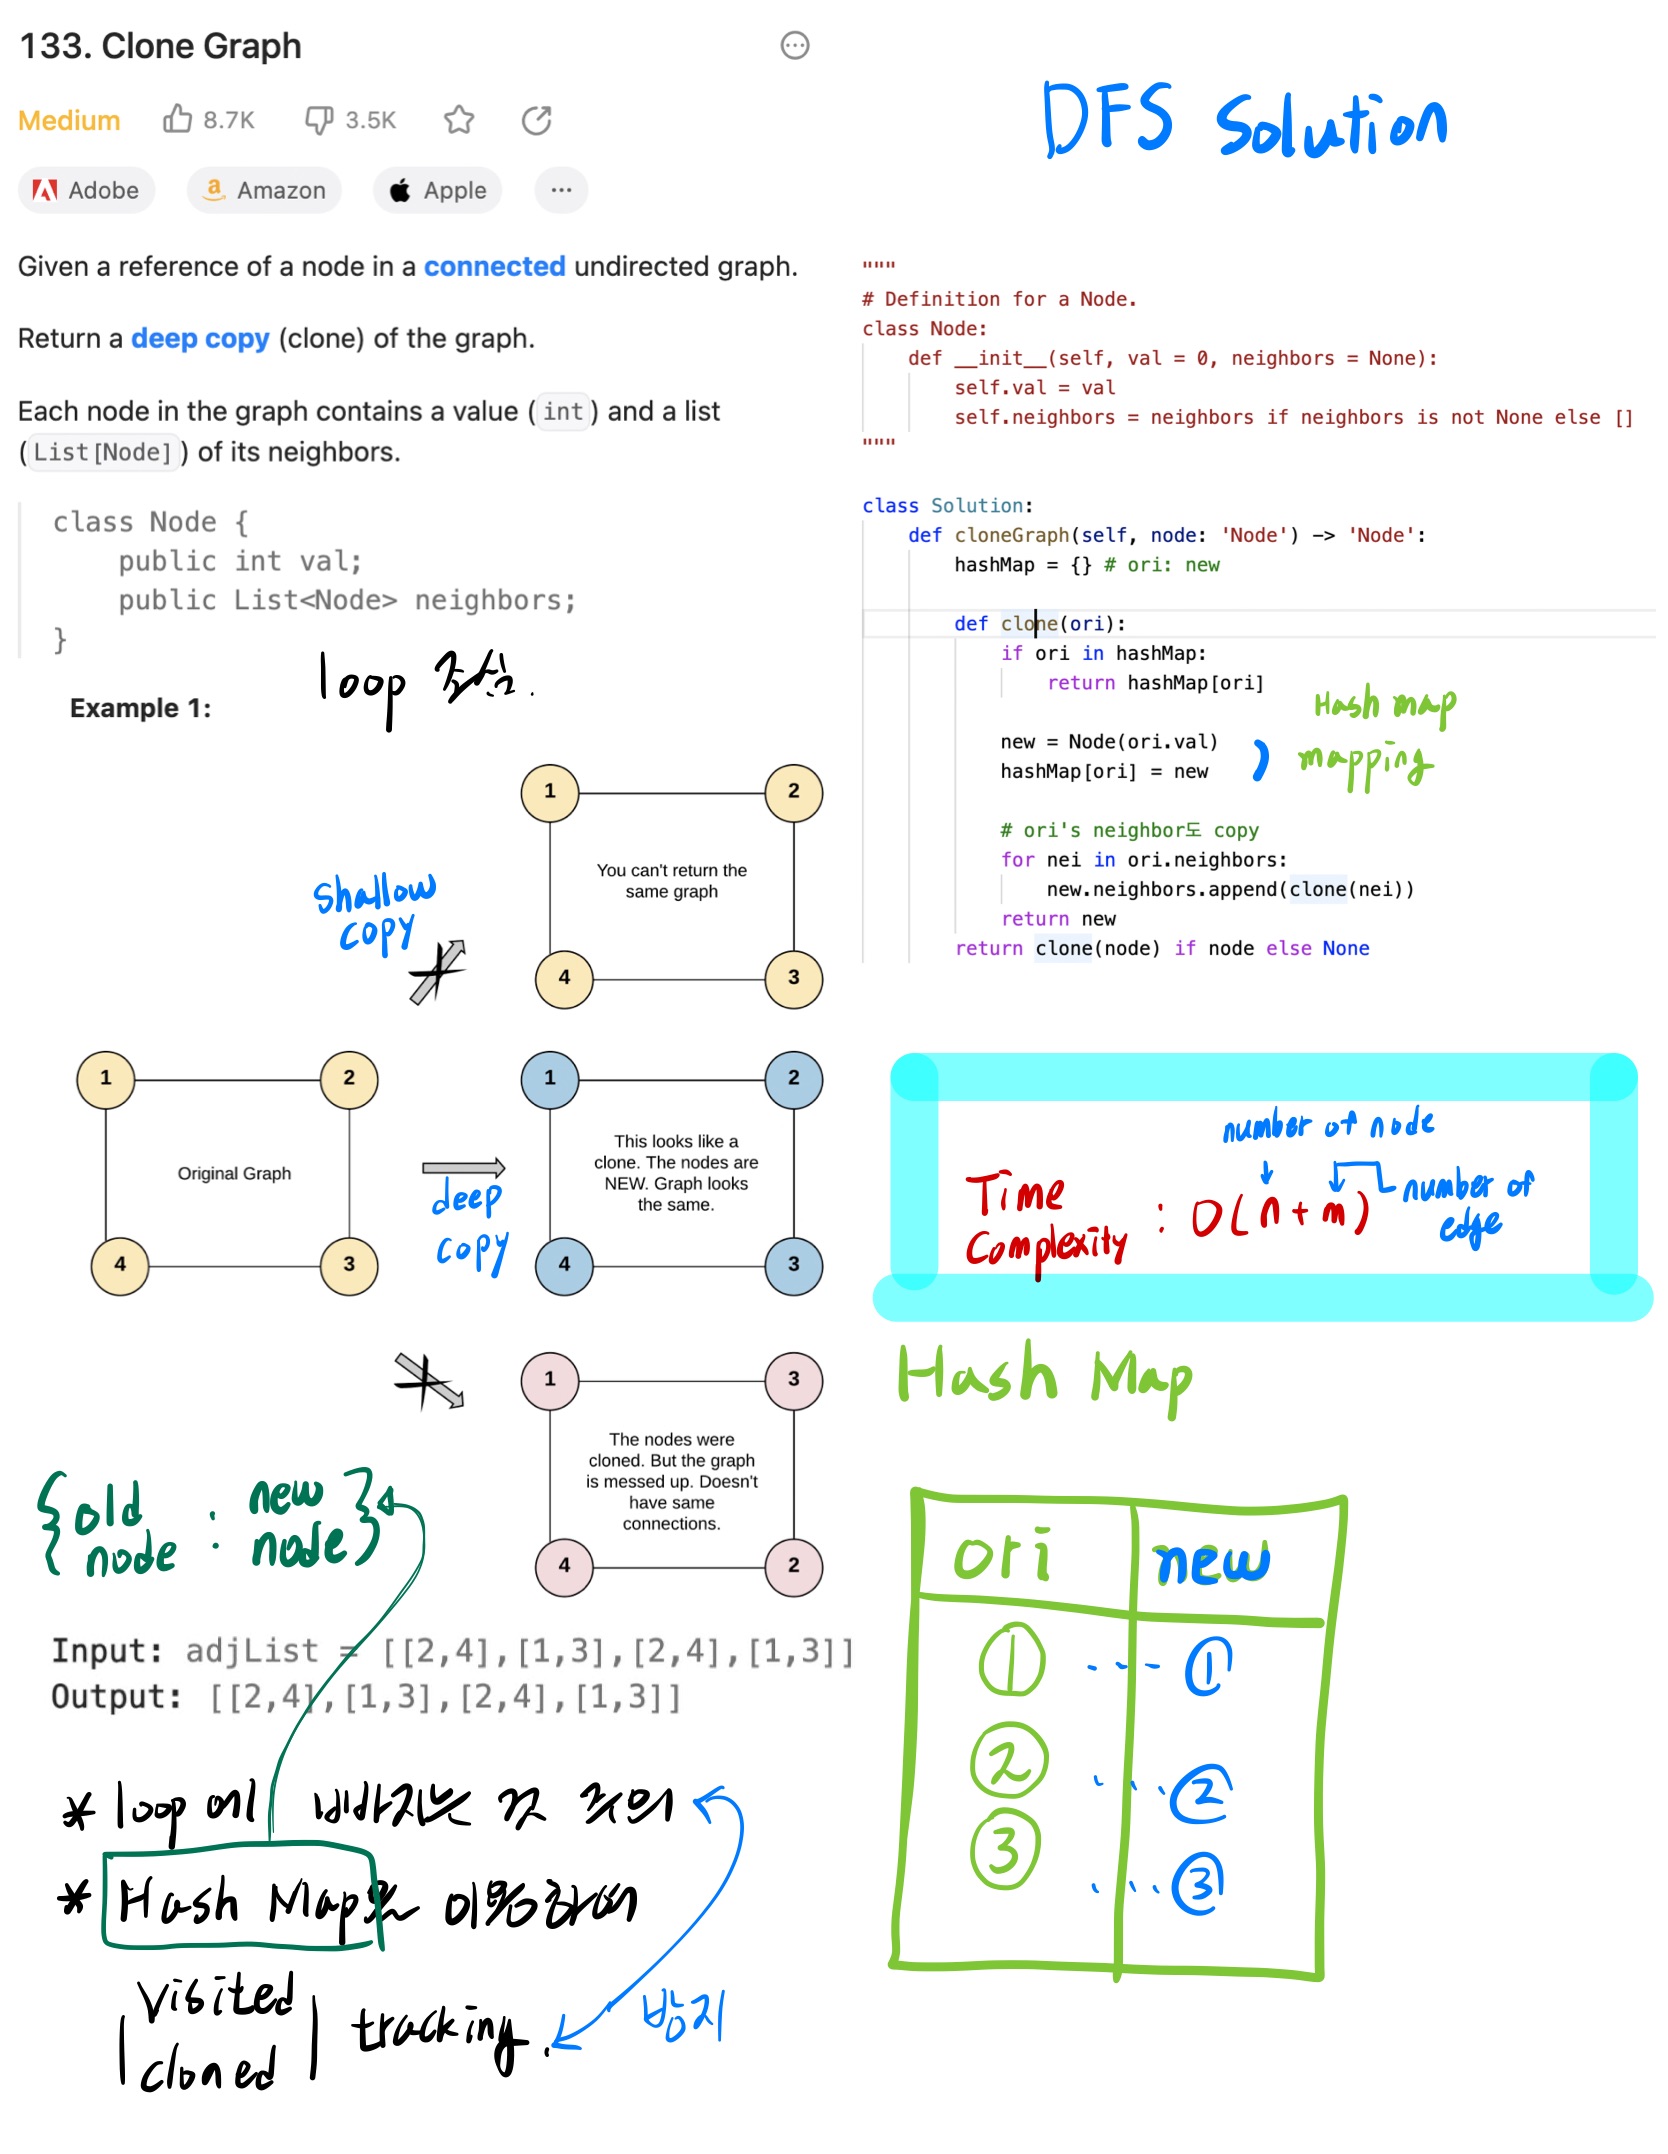 133. Clone Graph
Medium 8.7K 3.5K
Adobe Amazon Apple ...
Given a reference of a node in a connected undirected graph.
Return a deep copy (clone) of the graph.
Each node in the graph contains a value (int) and a list
(List[Node]) of its neighbors.
class Node {
    public int val;
    public List<Node> neighbors;
}
loop 조심.
Example 1:
1 2
You can't return the
same graph
4 3
shallow
copy
1 2
Original Graph
4 3
deep
copy
1 2
This looks like a
clone. The nodes are
NEW. Graph looks
the same.
4 3
1 3
The nodes were
cloned. But the graph
is messed up. Doesn't
have same
connections.
4 2
{old node : new node}
Input: adjList = [[2,4],[1,3],[2,4],[1,3]]
Output: [[2,4],[1,3],[2,4],[1,3]]
* loop에 빠지는 것 주의
* Hash Map을 이용하여
visited
cloned
tracking.
방지
DFS Solution
"""
# Definition for a Node.
class Node:
    def __init__(self, val = 0, neighbors = None):
        self.val = val
        self.neighbors = neighbors if neighbors is not None else []
"""
class Solution:
    def cloneGraph(self, node: 'Node') -> 'Node':
        hashMap = {} # ori: new
        def clone(ori):
            if ori in hashMap:
                return hashMap[ori]
            new = Node(ori.val)
            hashMap[ori] = new
            # ori's neighbor도 copy
            for nei in ori.neighbors:
                new.neighbors.append(clone(nei))
            return new
        return clone(node) if node else None
Hash map
mapping
number of node
Time
Complexity : O(n+m)
number of
edge
Hash Map
ori new
1 ... 1
2 ... 2
3 ... 3